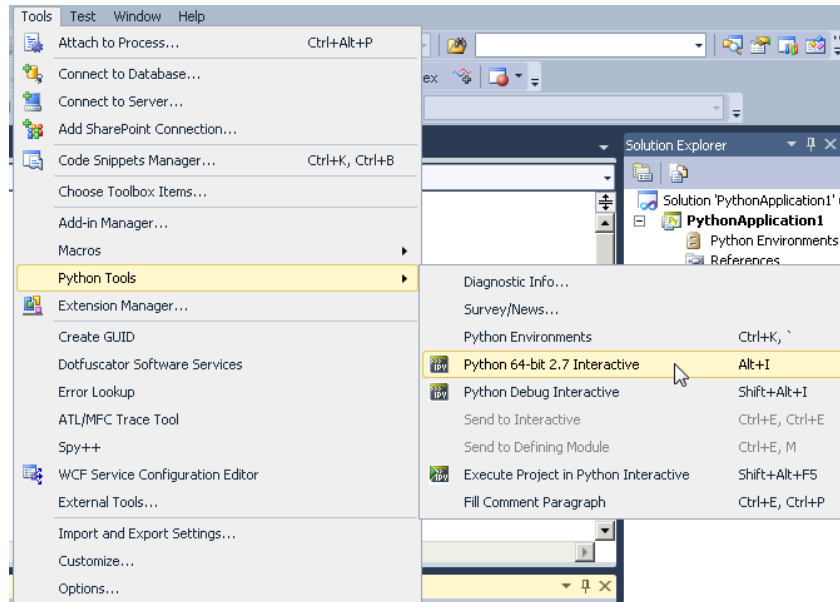 Tools Test Window Help
Attach to Process... Ctrl+Alt+P
Connect to Database...
ex
Connect to Server...
Add SharePoint Connection...
Code Snippets Manager... Ctrl+K, Ctrl+B
Choose Toolbox Items...
Add-in Manager...
Macros
Python Tools
Extension Manager...
Create GUID
Dotfuscator Software Services
Error Lookup
ATL/MFC Trace Tool
Spy++
WCF Service Configuration Editor
External Tools...
Import and Export Settings...
Customize...
Options...
Solution Explorer
Solution 'PythonApplication1' (
PythonApplication1
Python Environments
References
Diagnostic Info...
Survey/News...
Python Environments Ctrl+K, `
Python 64-bit 2.7 Interactive Alt+I
Python Debug Interactive Shift+Alt+I
Send to Interactive Ctrl+E, Ctrl+E
Send to Defining Module Ctrl+E, M
Execute Project in Python Interactive Shift+Alt+F5
Fill Comment Paragraph Ctrl+E, Ctrl+P